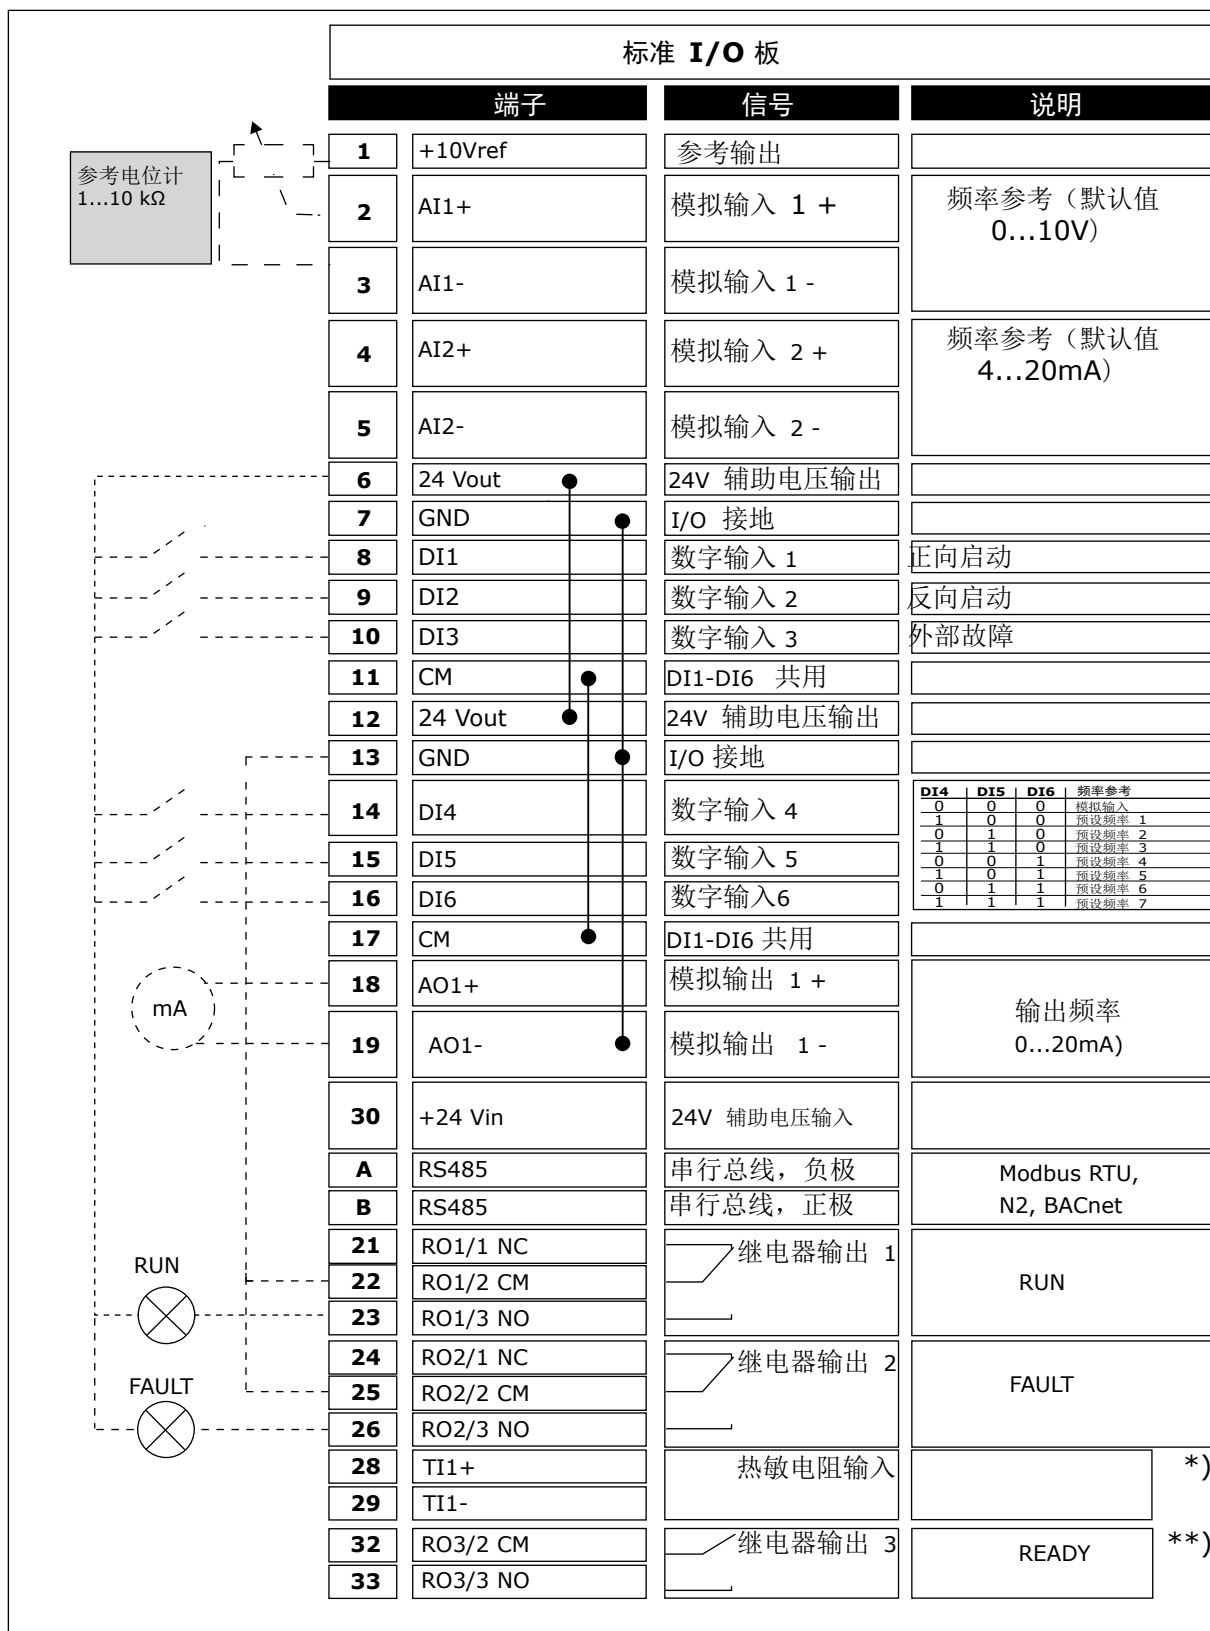 标准 I/O 板
端子 信号 说明
参考电位计
1...10 kΩ
1 +10Vref 参考输出
2 AI1+ 模拟输入 1 + 频率参考（默认值
0...10V）
3 AI1- 模拟输入 1 -
4 AI2+ 模拟输入 2 + 频率参考（默认值
4...20mA）
5 AI2- 模拟输入 2 -
6 24 Vout 24V 辅助电压输出
7 GND I/O 接地
8 DI1 数字输入 1 正向启动
9 DI2 数字输入 2 反向启动
10 DI3 数字输入 3 外部故障
11 CM DI1-DI6 共用
12 24 Vout 24V 辅助电压输出
13 GND I/O 接地
14 DI4 数字输入 4
15 DI5 数字输入 5
16 DI6 数字输入6
DI4 DI5 DI6 频率参考
0 0 0 模拟输入
1 0 0 预设频率 1
0 1 0 预设频率 2
1 1 0 预设频率 3
0 0 1 预设频率 4
1 0 1 预设频率 5
0 1 1 预设频率 6
1 1 1 预设频率 7
17 CM DI1-DI6 共用
mA
18 AO1+ 模拟输出 1 + 输出频率
19 AO1- 模拟输出 1 - 0...20mA)
30 +24 Vin 24V 辅助电压输入
A RS485 串行总线，负极 Modbus RTU,
B RS485 串行总线，正极 N2, BACnet
21 RO1/1 NC 继电器输出 1
RUN
22 RO1/2 CM RUN
23 RO1/3 NO
24 RO2/1 NC 继电器输出 2
FAULT
25 RO2/2 CM FAULT
26 RO2/3 NO
28 TI1+ 热敏电阻输入 *)
29 TI1-
32 RO3/2 CM 继电器输出 3 READY **)
33 RO3/3 NO